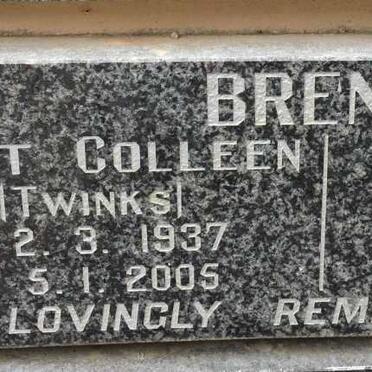 BREN
T COLLEEN
(TWINKS)
2. 3. 1937
5. 1. 2005
LOVINGLY REM